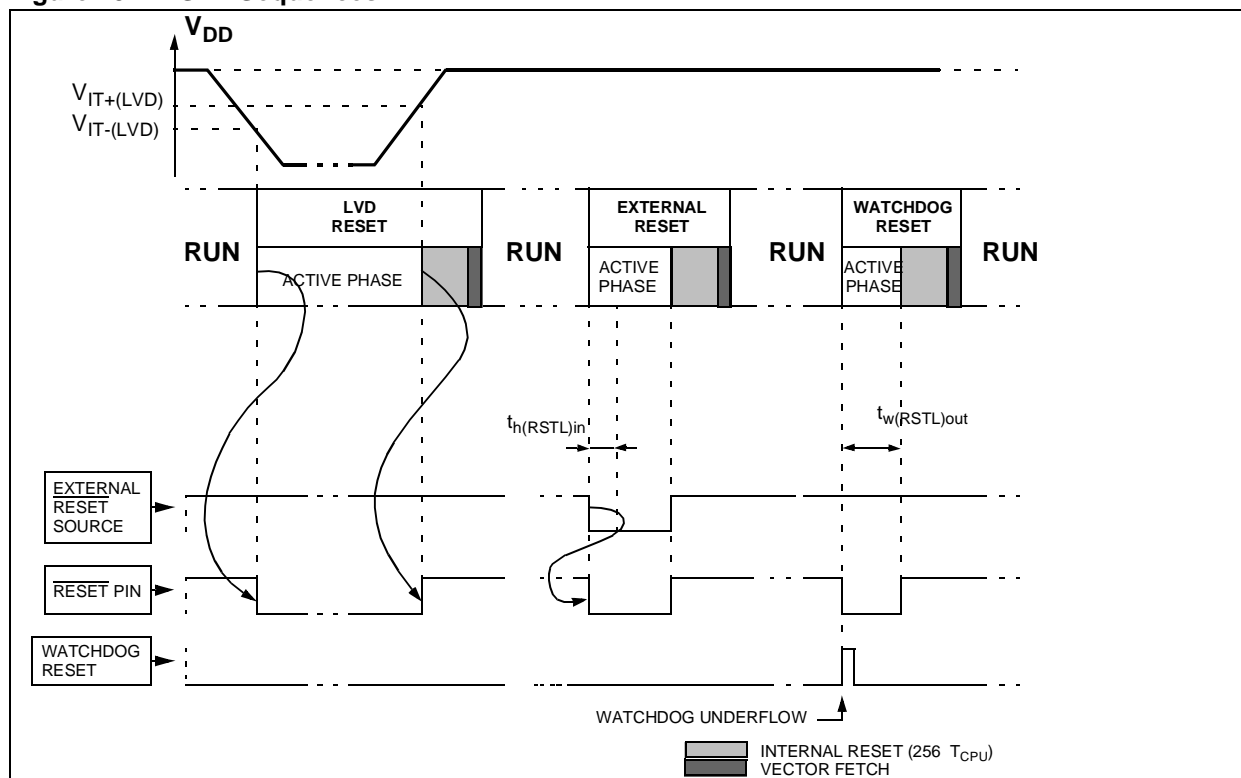 V_DD
V_IT+(LVD)
V_IT-(LVD)
LVD
RESET
EXTERNAL
RESET
WATCHDOG
RESET
RUN
RUN
RUN
RUN
ACTIVE PHASE
ACTIVE
PHASE
ACTIVE
PHASE
t_h(RSTL)in
t_w(RSTL)out
EXTERNAL
RESET
SOURCE
RESET PIN
WATCHDOG
RESET
WATCHDOG UNDERFLOW
INTERNAL RESET (256 T_CPU)
VECTOR FETCH